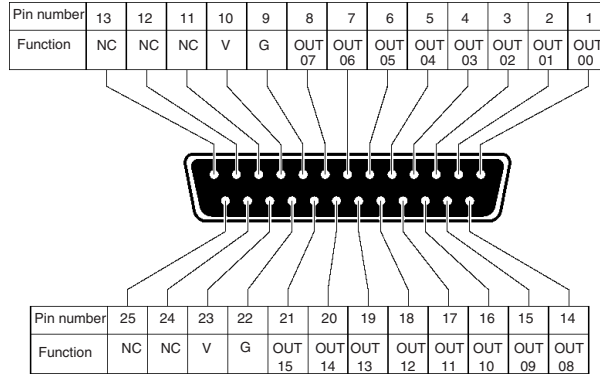 Pin number 13 12 11 10 9 8 7 6 5 4 3 2 1
Function NC NC NC V G OUT 07 OUT 06 OUT 05 OUT 04 OUT 03 OUT 02 OUT 01 OUT 00
Pin number 25 24 23 22 21 20 19 18 17 16 15 14
Function NC NC V G OUT 15 OUT 14 OUT 13 OUT 12 OUT 11 OUT 10 OUT 09 OUT 08